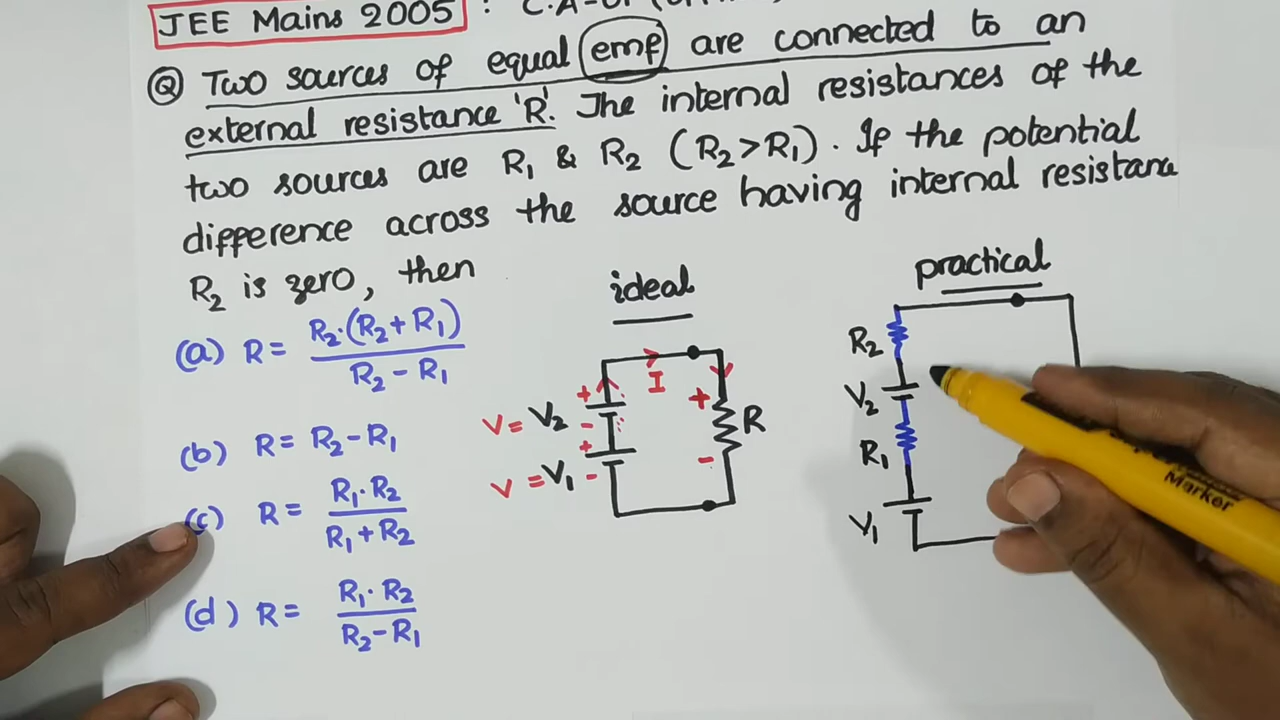 JEE Mains 2005 :
Q Two sources of equal emf are connected to an
external resistance 'R'. The internal resistances of the
two sources are R₁ & R₂ (R₂>R₁). If the potential
difference across the source having internal resistance
R₂ is zero, then
(a) R= R₂.(R₂+R₁) / R₂-R₁
(b) R= R₂-R₁
(c) R= R₁.R₂ / R₁+R₂
(d) R= R₁.R₂ / R₂-R₁
ideal
I
+
-
+
-
V= V₂
V=V₁
+
-
R
practical
R₂
V₂
R₁
V₁
Marker